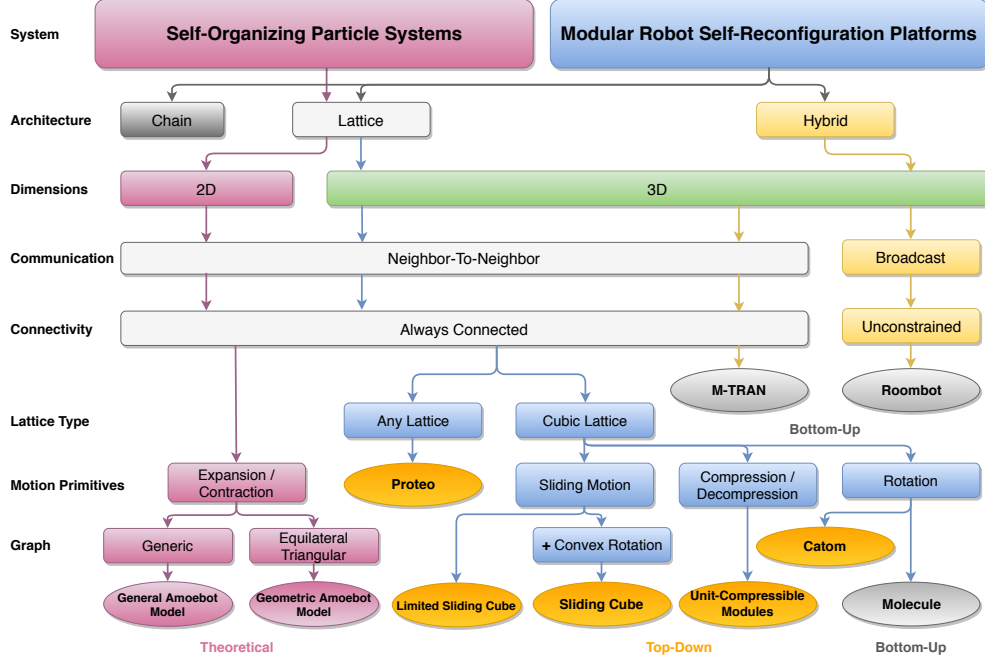 System
Self-Organizing Particle Systems
Modular Robot Self-Reconfiguration Platforms
Architecture
Chain
Lattice
Hybrid
Dimensions
2D
3D
Communication
Neighbor-To-Neighbor
Broadcast
Connectivity
Always Connected
Unconstrained
M-TRAN
Roombot
Lattice Type
Any Lattice
Cubic Lattice
Bottom-Up
Motion Primitives
Expansion /
Contraction
Proteo
Sliding Motion
Compression /
Decompression
Rotation
Graph
Generic
Equilateral
Triangular
+ Convex Rotation
Catom
General Amoebot
Model
Geometric Amoebot
Model
Limited Sliding Cube
Sliding Cube
Unit-Compressible
Modules
Molecule
Theoretical
Top-Down
Bottom-Up